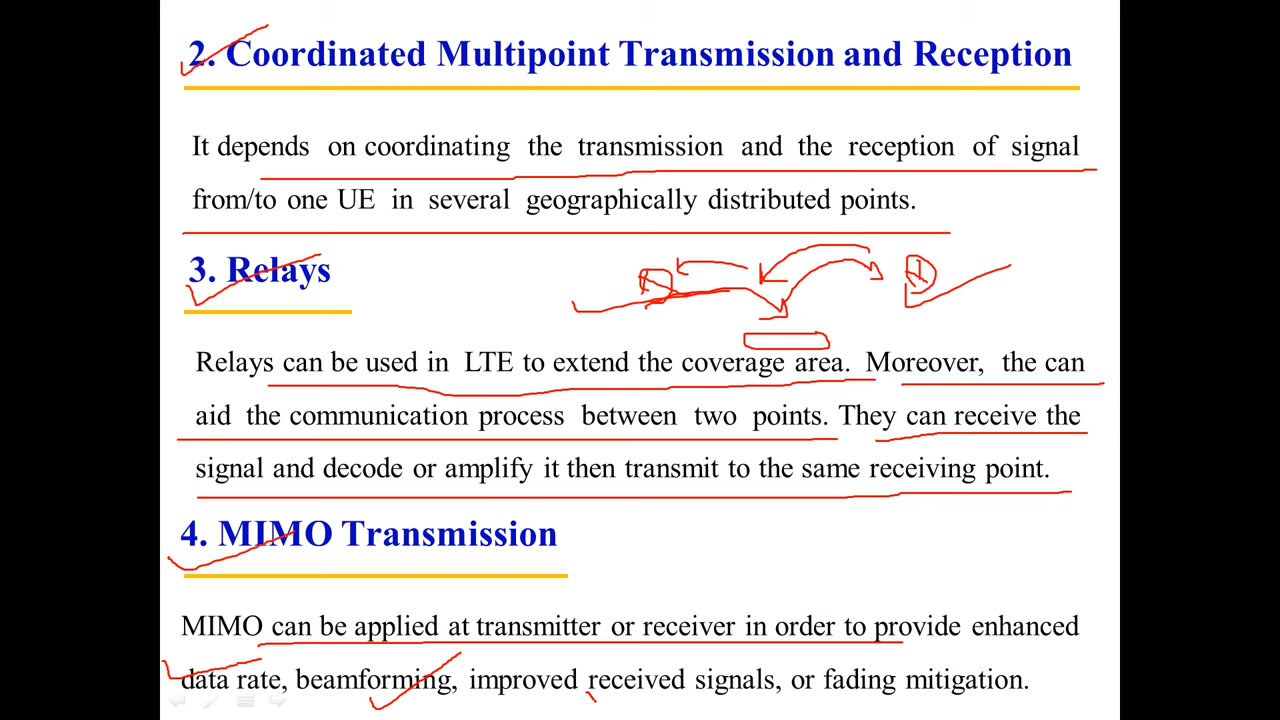 2. Coordinated Multipoint Transmission and Reception
It depends on coordinating the transmission and the reception of signal
from/to one UE in several geographically distributed points.
3. Relays
Relays can be used in LTE to extend the coverage area. Moreover, the can
aid the communication process between two points. They can receive the
signal and decode or amplify it then transmit to the same receiving point.
4. MIMO Transmission
MIMO can be applied at transmitter or receiver in order to provide enhanced
data rate, beamforming, improved received signals, or fading mitigation.